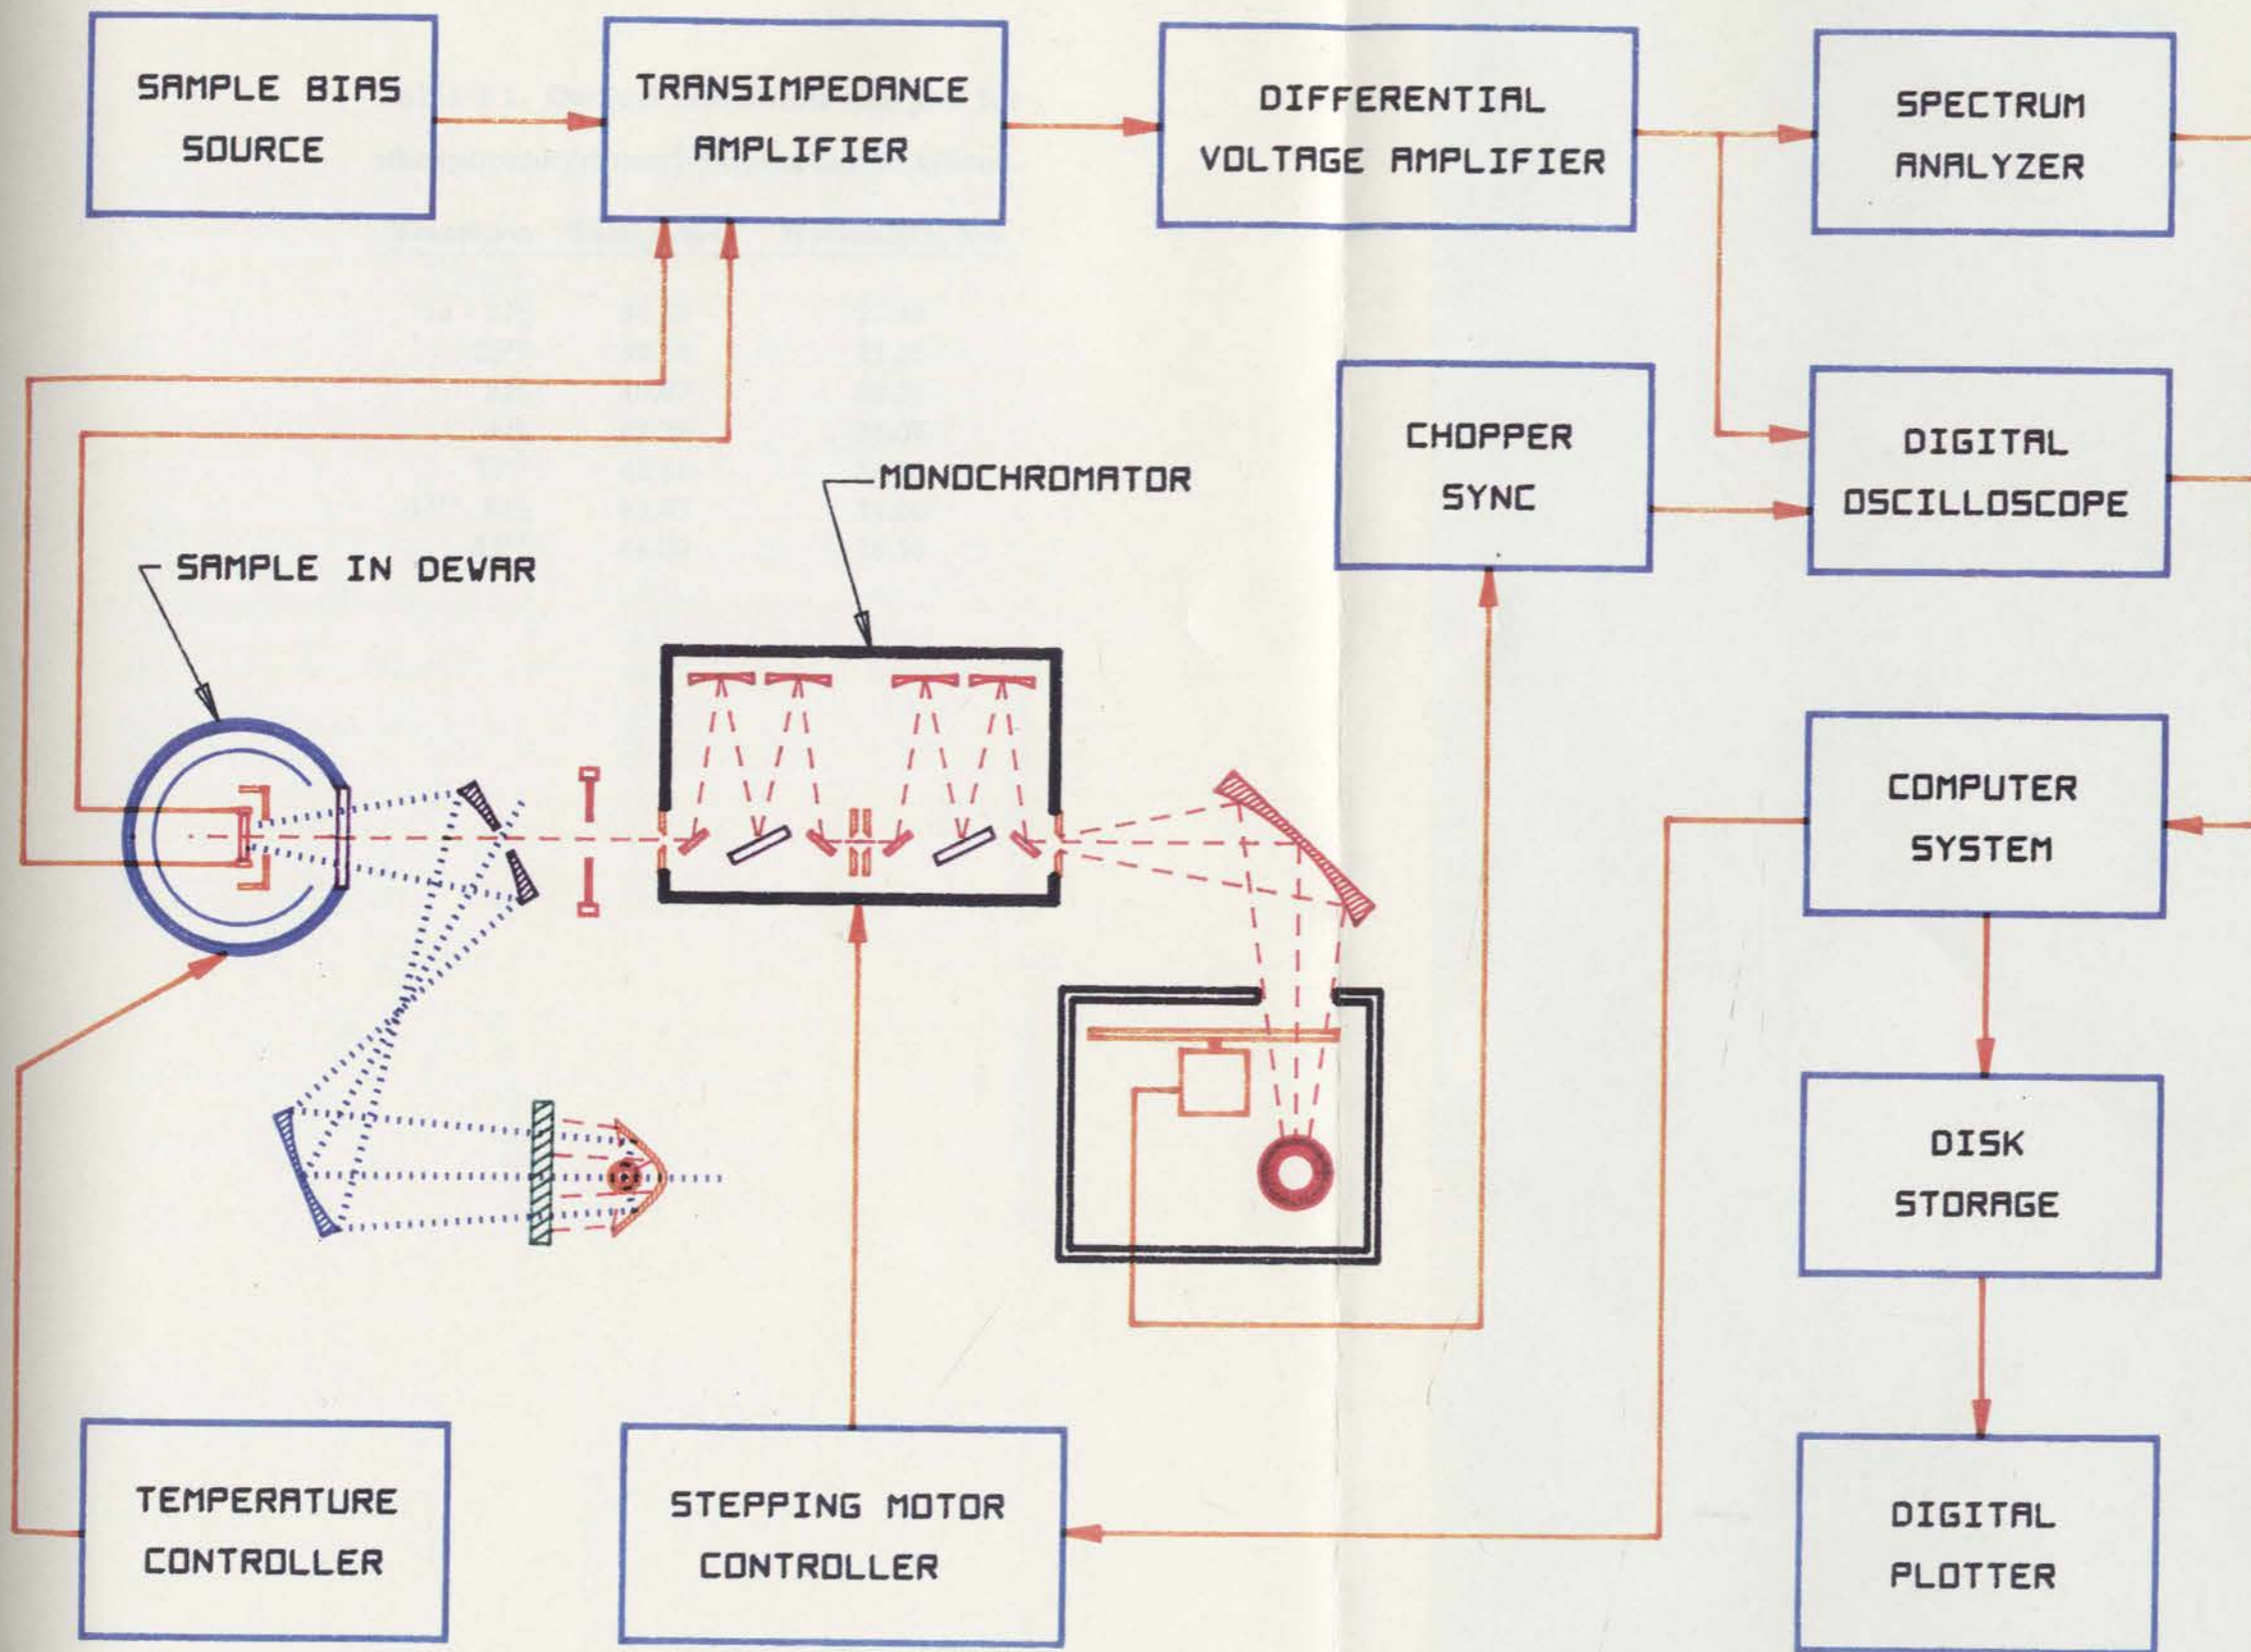 SAMPLE BIAS
SOURCE
TRANSIMPEDANCE
AMPLIFIER
DIFFERENTIAL
VOLTAGE AMPLIFIER
SPECTRUM
ANALYZER
CHOPPER
SYNC
DIGITAL
OSCILLOSCOPE
MONOCHROMATOR
SAMPLE IN DEWAR
COMPUTER
SYSTEM
DISK
STORAGE
TEMPERATURE
CONTROLLER
STEPPING MOTOR
CONTROLLER
DIGITAL
PLOTTER